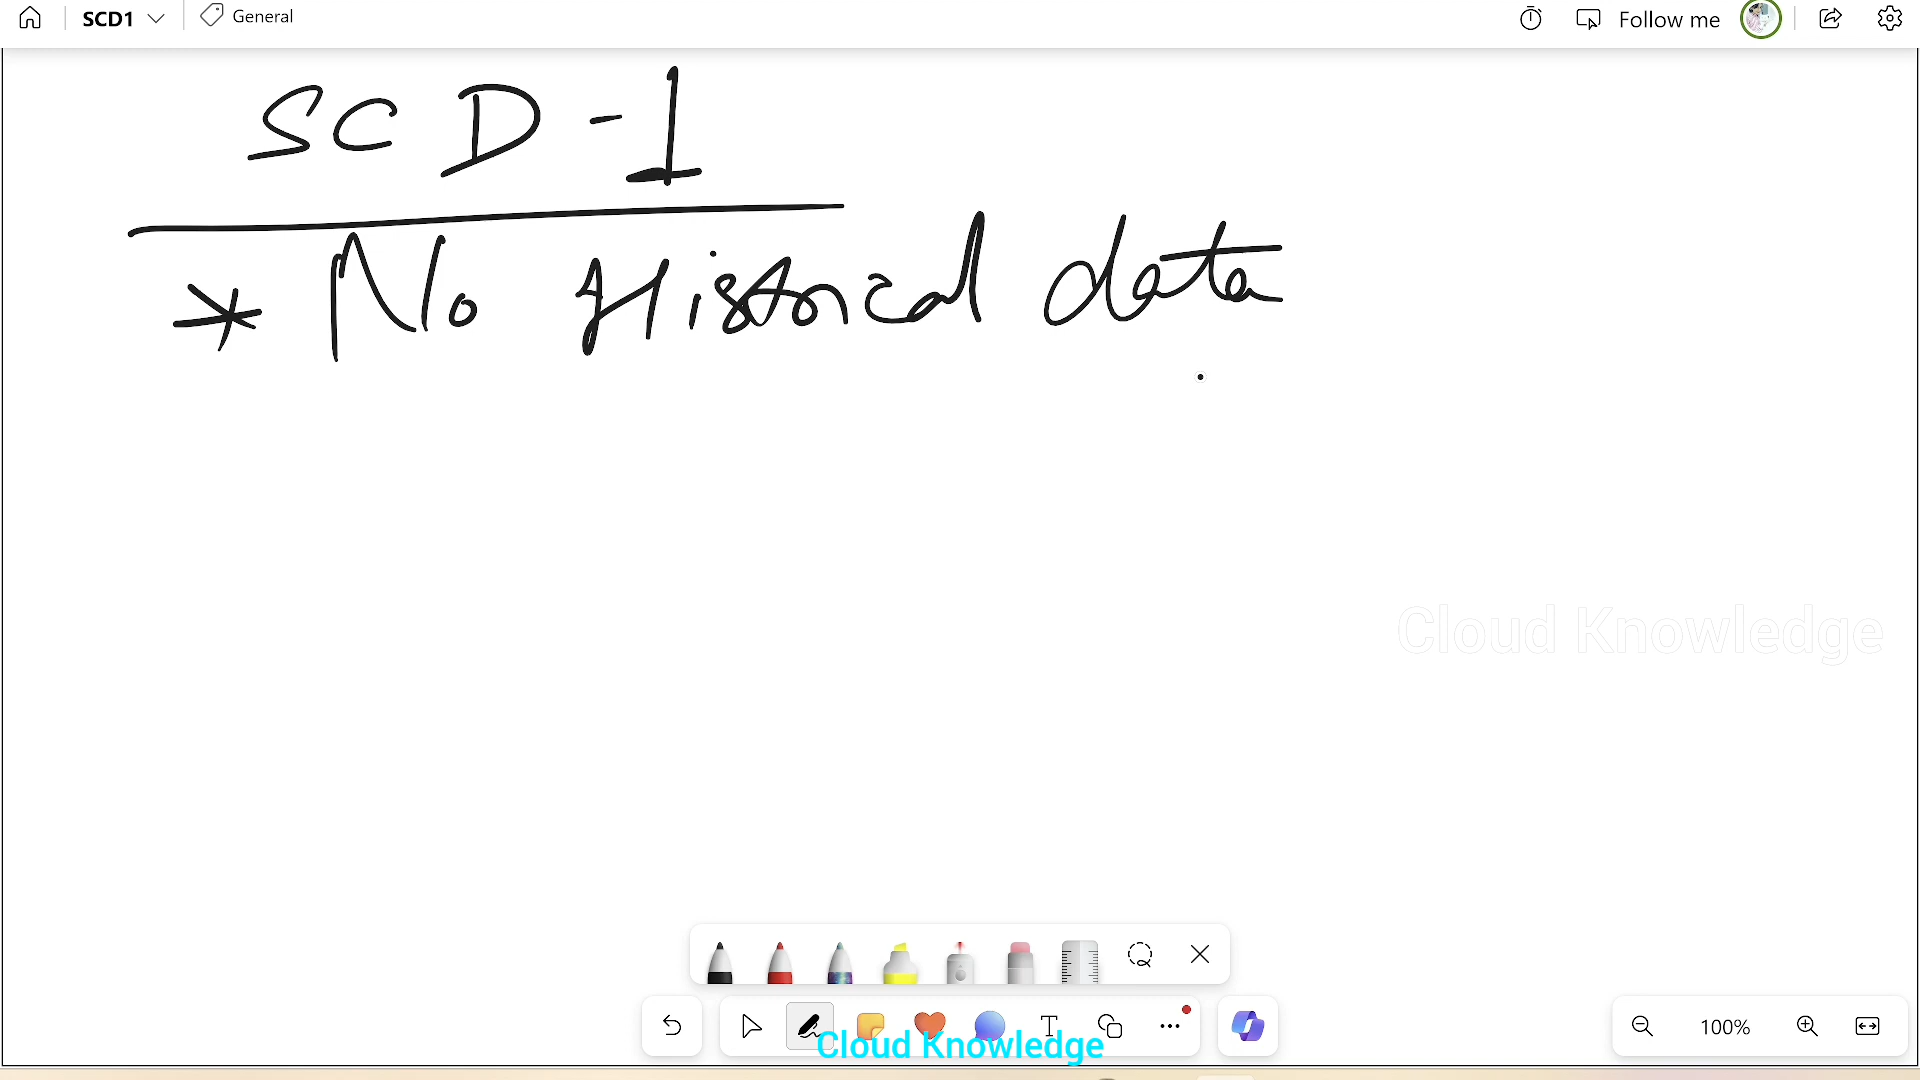 SCD1
General
Follow me
SCD-1
* No Historical data
Cloud Knowledge
T
100%
Cloud Knowledge